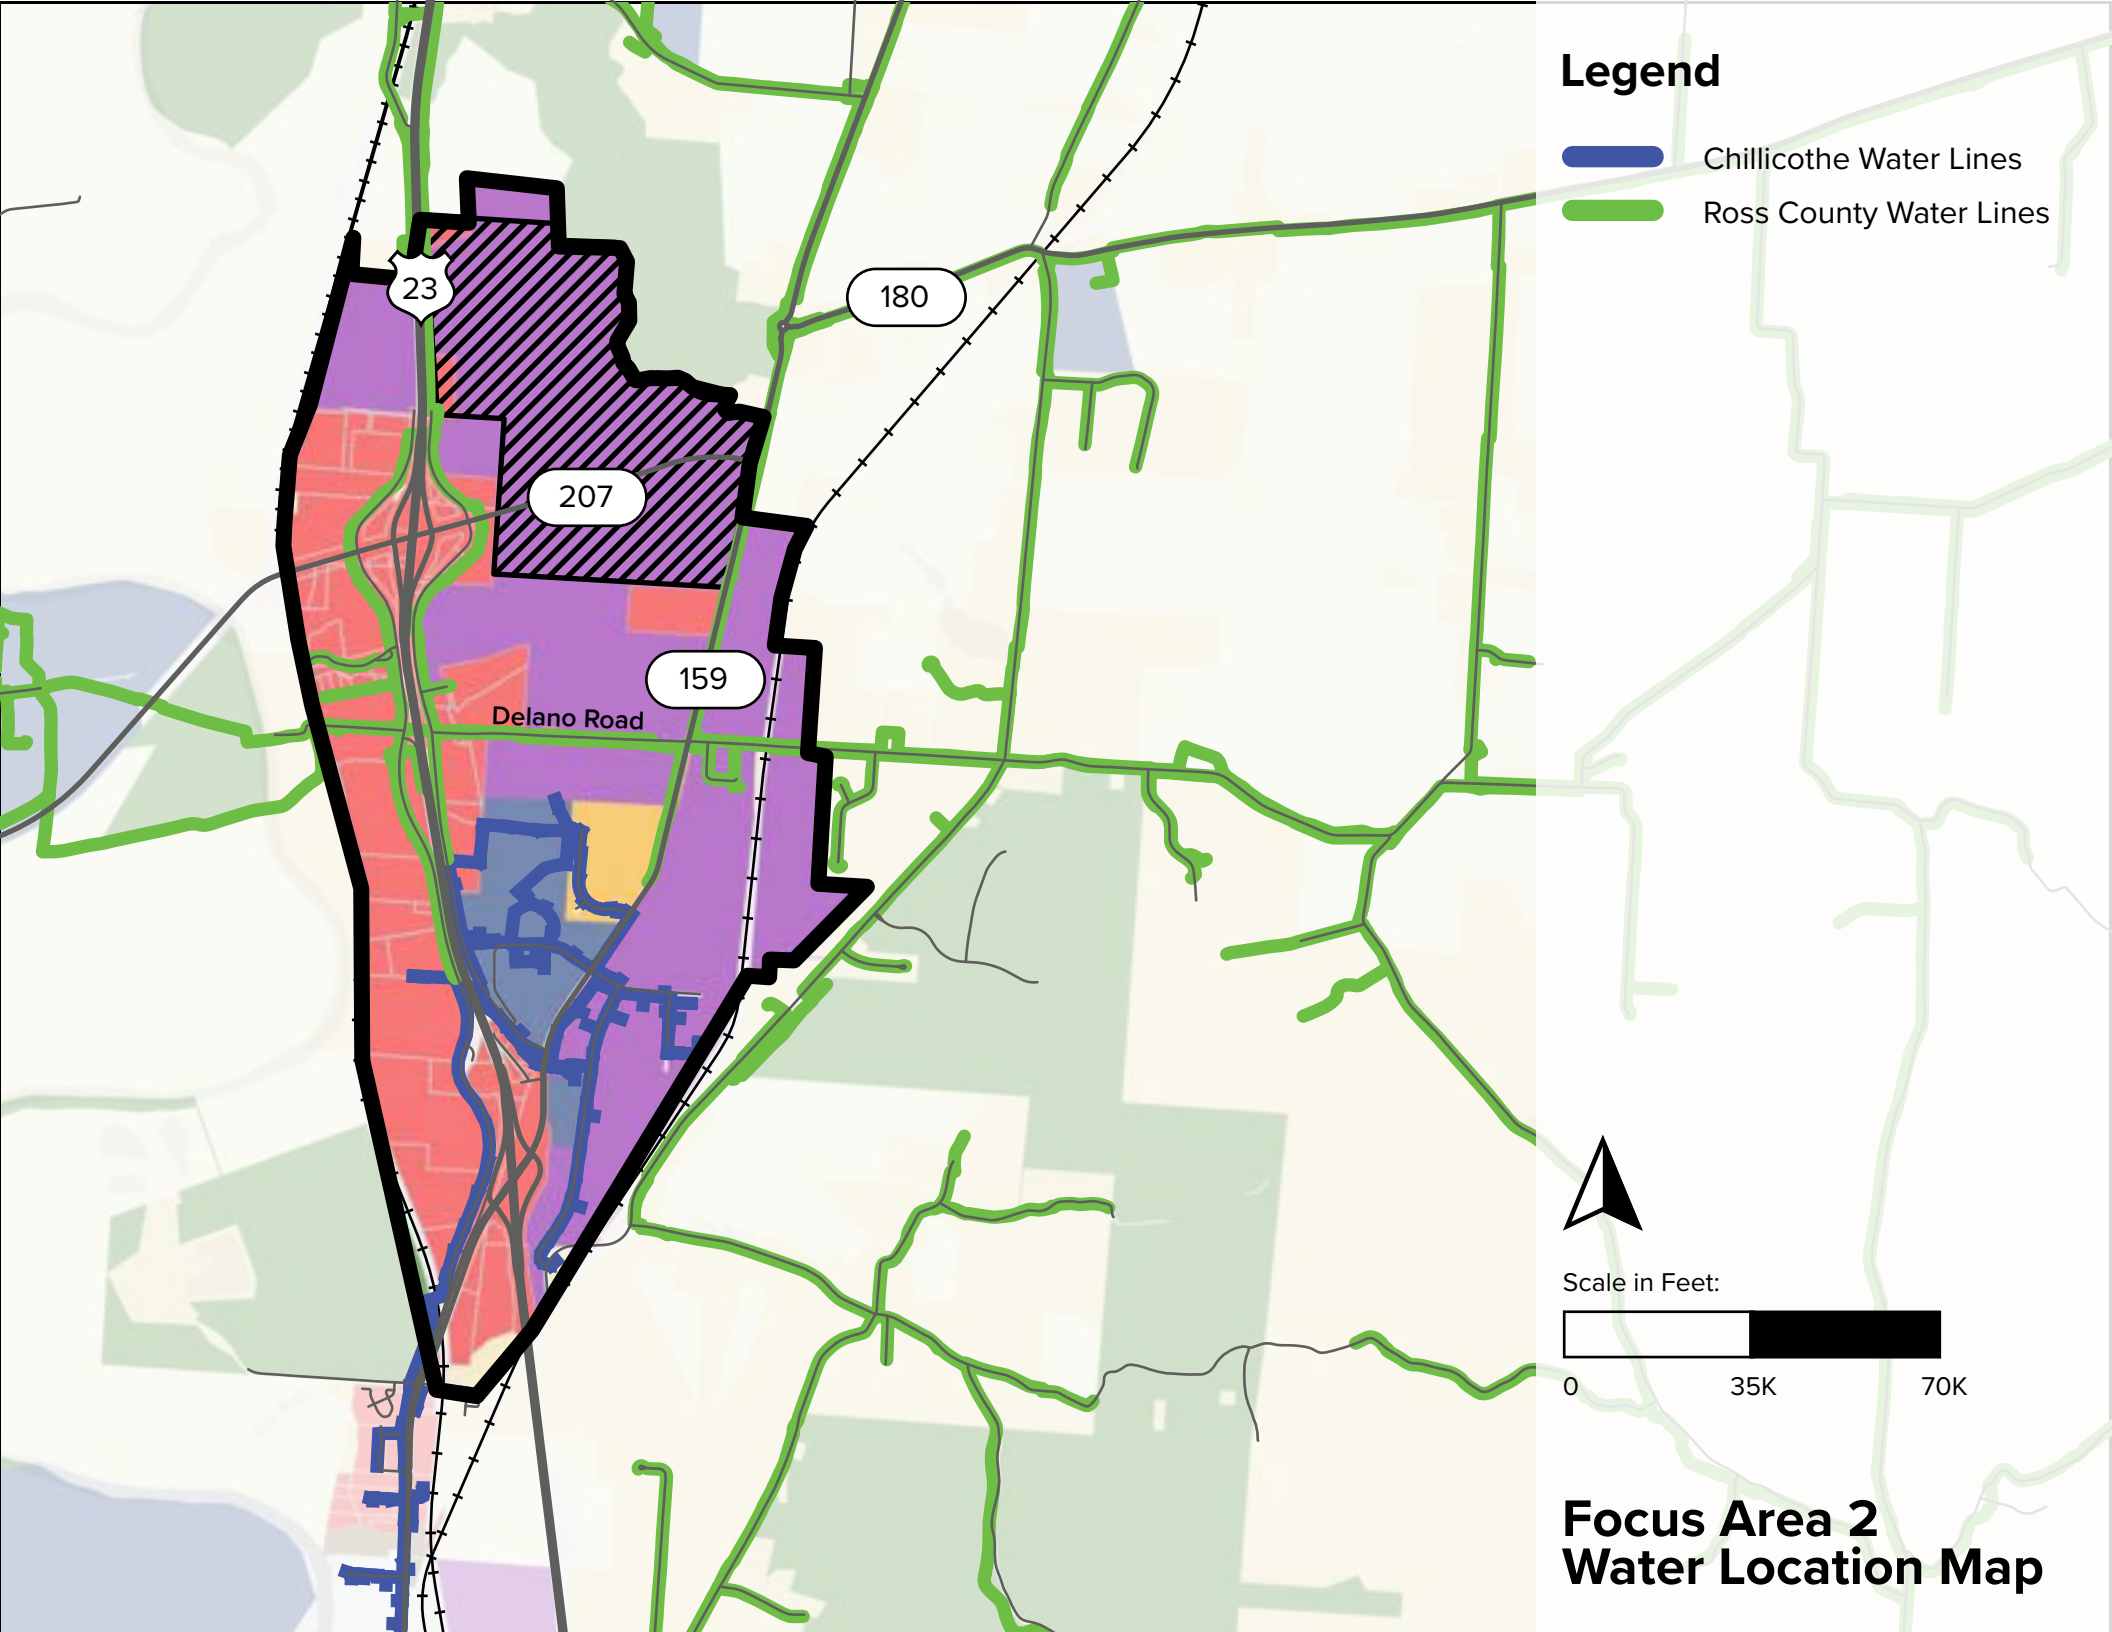 Legend
Chillicothe Water Lines
Ross County Water Lines
23
180
207
159
Delano Road
Scale in Feet:
0 35K 70K
Focus Area 2
Water Location Map